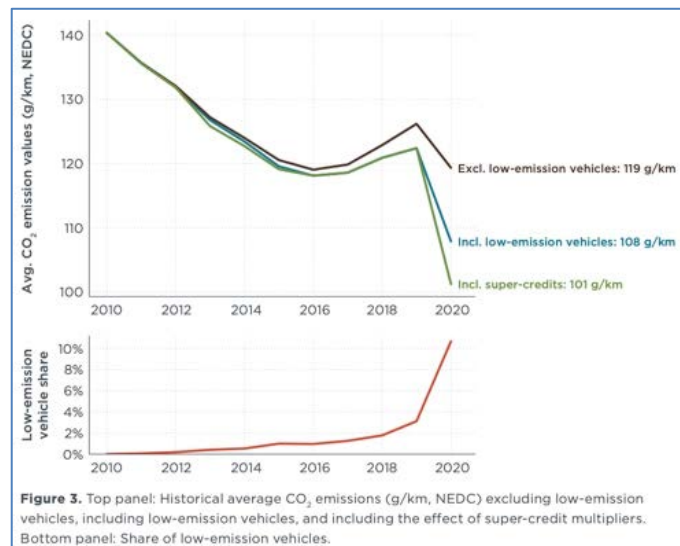 Avg. CO₂ emission values (g/km, NEDC)
140
130
120
110
100
2010 2012 2014 2016 2018 2020
Excl. low-emission vehicles: 119 g/km
Incl. low-emission vehicles: 108 g/km
Incl. super-credits: 101 g/km
Low-emission
vehicle share
10%
8%
6%
4%
2%
0%
2010 2012 2014 2016 2018 2020
Figure 3. Top panel: Historical average CO₂ emissions (g/km, NEDC) excluding low-emission
vehicles, including low-emission vehicles, and including the effect of super-credit multipliers.
Bottom panel: Share of low-emission vehicles.